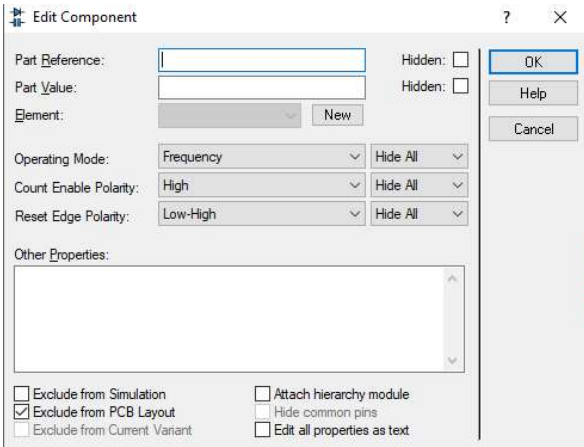 Edit Component
?
Part Reference:
Hidden:
OK
Part Value:
Hidden:
Help
Element:
New
Cancel
Operating Mode:
Frequency
Hide All
Count Enable Polarity:
High
Hide All
Reset Edge Polarity:
Low-High
Hide All
Other Properties:
Exclude from Simulation
Attach hierarchy module
Exclude from PCB Layout
Hide common pins
Exclude from Current Variant
Edit all properties as text